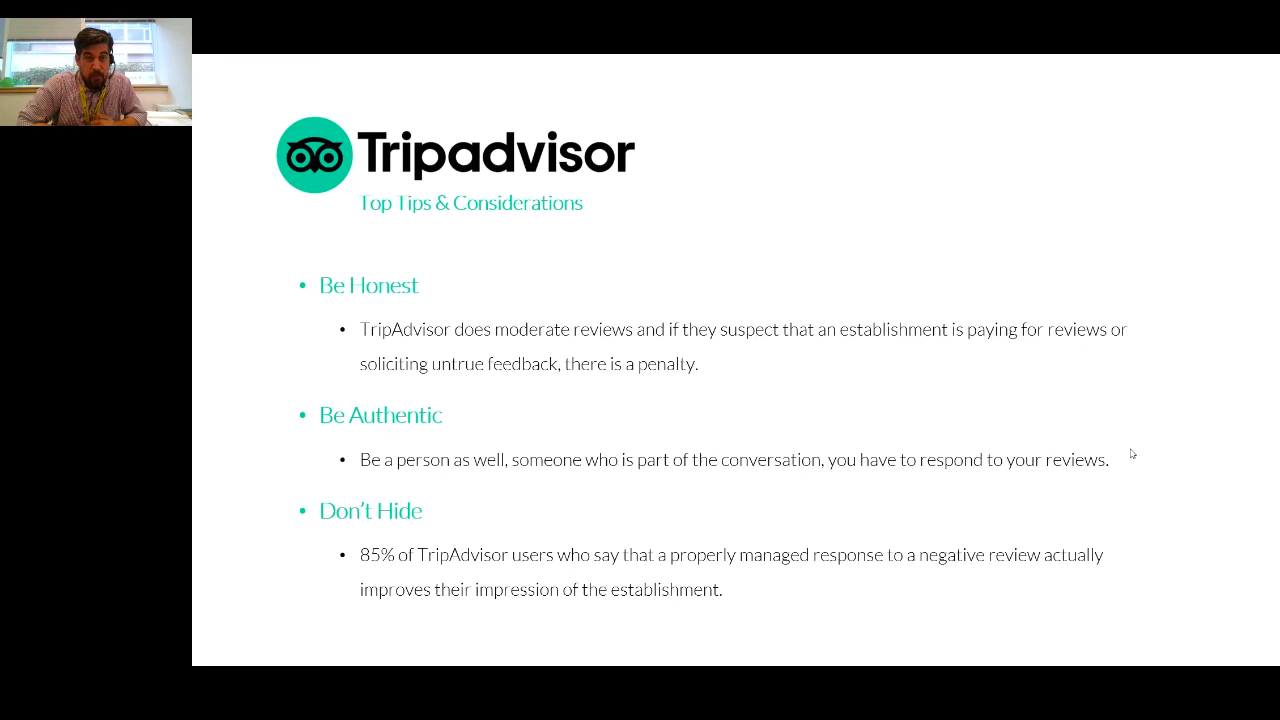 Tripadvisor
Top Tips & Considerations
• Be Honest
• TripAdvisor does moderate reviews and if they suspect that an establishment is paying for reviews or
soliciting untrue feedback, there is a penalty.
• Be Authentic
• Be a person as well, someone who is part of the conversation, you have to respond to your reviews.
• Don’t Hide
• 85% of TripAdvisor users who say that a properly managed response to a negative review actually
improves their impression of the establishment.